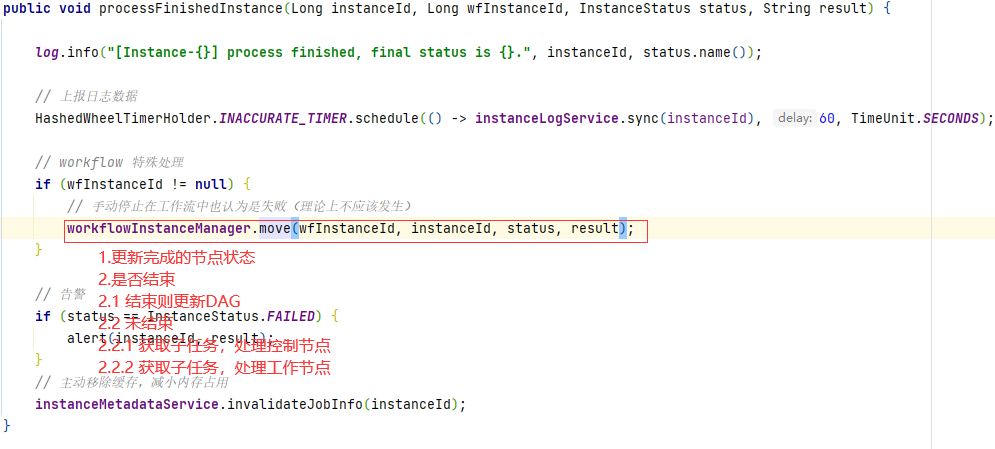 public void processFinishedInstance(Long instanceId, Long wfInstanceId, InstanceStatus status, String result) {
log.info("[Instance-{}] process finished, final status is {}.", instanceId, status.name());
// 上报日志数据
HashedWheelTimerHolder.INACCURATE_TIMER.schedule(() -> instanceLogService.sync(instanceId), delay: 60, TimeUnit.SECONDS);
// workflow 特殊处理
if (wfInstanceId != null) {
// 手动停止在工作流中也认为是失败（理论上不应该发生）
workflowInstanceManager.move(wfInstanceId, instanceId, status, result);
}
1.更新完成的节点状态
2.是否结束
2.1 结束则更新DAG
2.2 未结束
2.2.1 获取子任务，处理控制节点
2.2.2 获取子任务，处理工作节点
// 告警
if (status == InstanceStatus.FAILED) {
alert(instanceId, result);
}
// 主动移除缓存，减小内存占用
instanceMetadataService.invalidateJobInfo(instanceId);
}